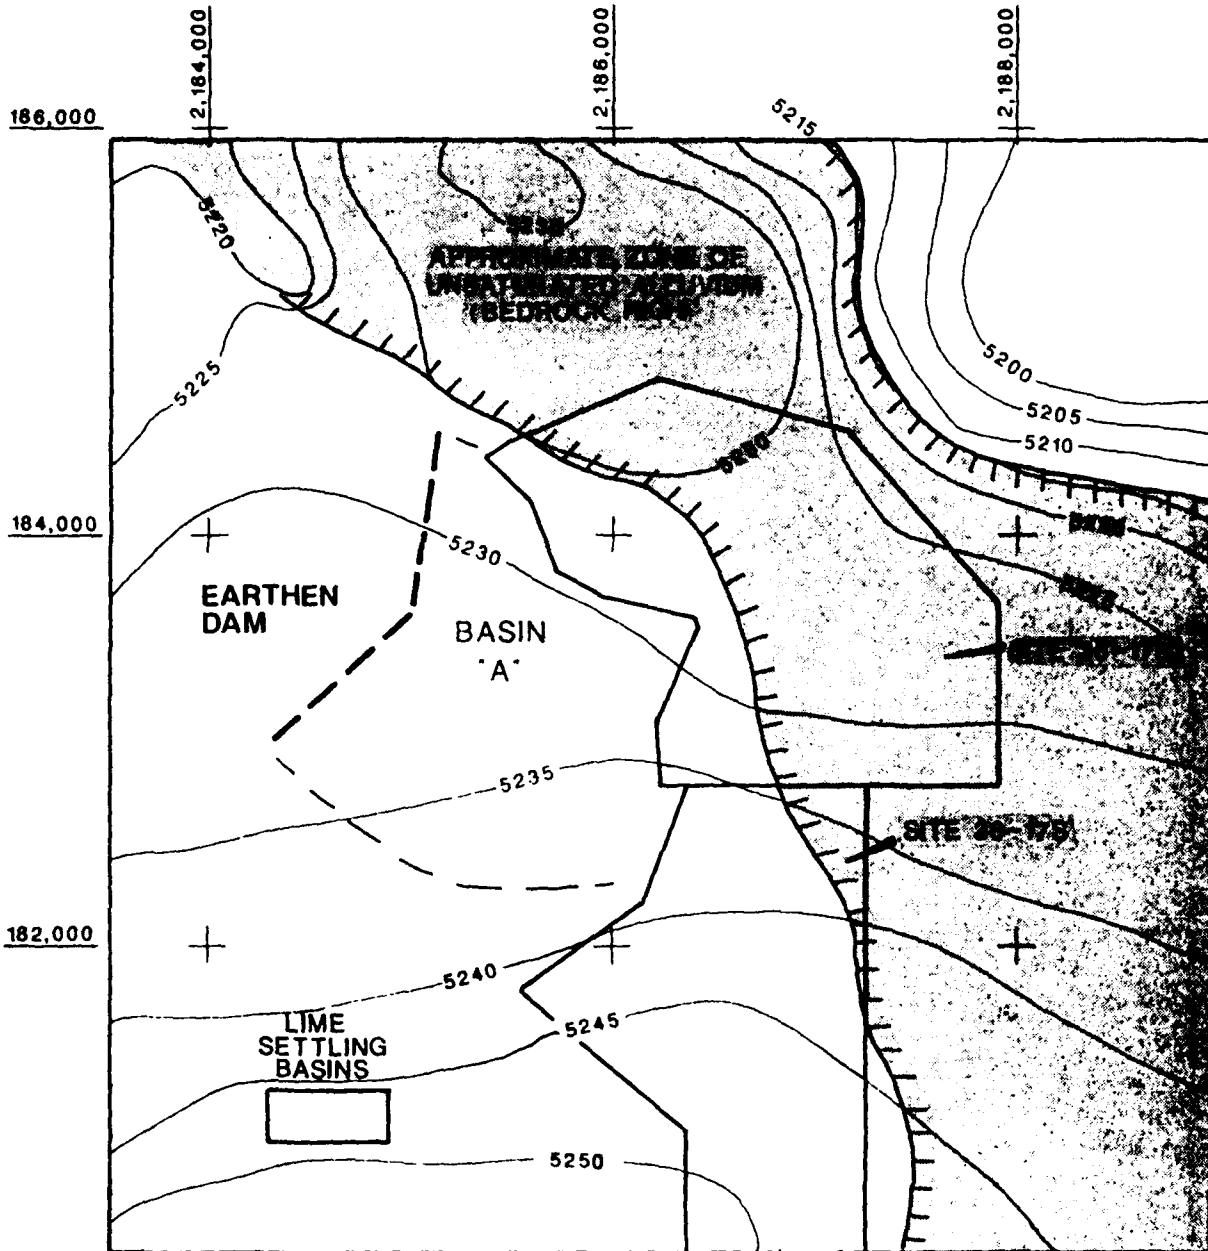 2,184,000
2,186,000
2,188,000
186,000
5215
5220
APPROXIMATE ZONE OF
UNSATURATED ALLUVIUM
(BEDROCK HIGH)
5225
5200
5205
5210
5230
184,000
5230
EARTHEN
DAM
BASIN
"A"
5235
SITE 36-17S
182,000
5240
5245
LIME
SETTLING
BASINS
5250